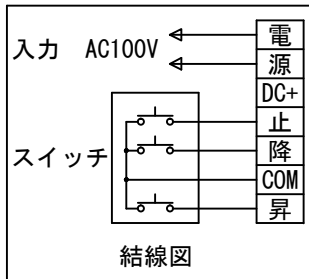 入力 AC100V
電
源
DC+
止
スイッチ
降
COM
昇
結線図